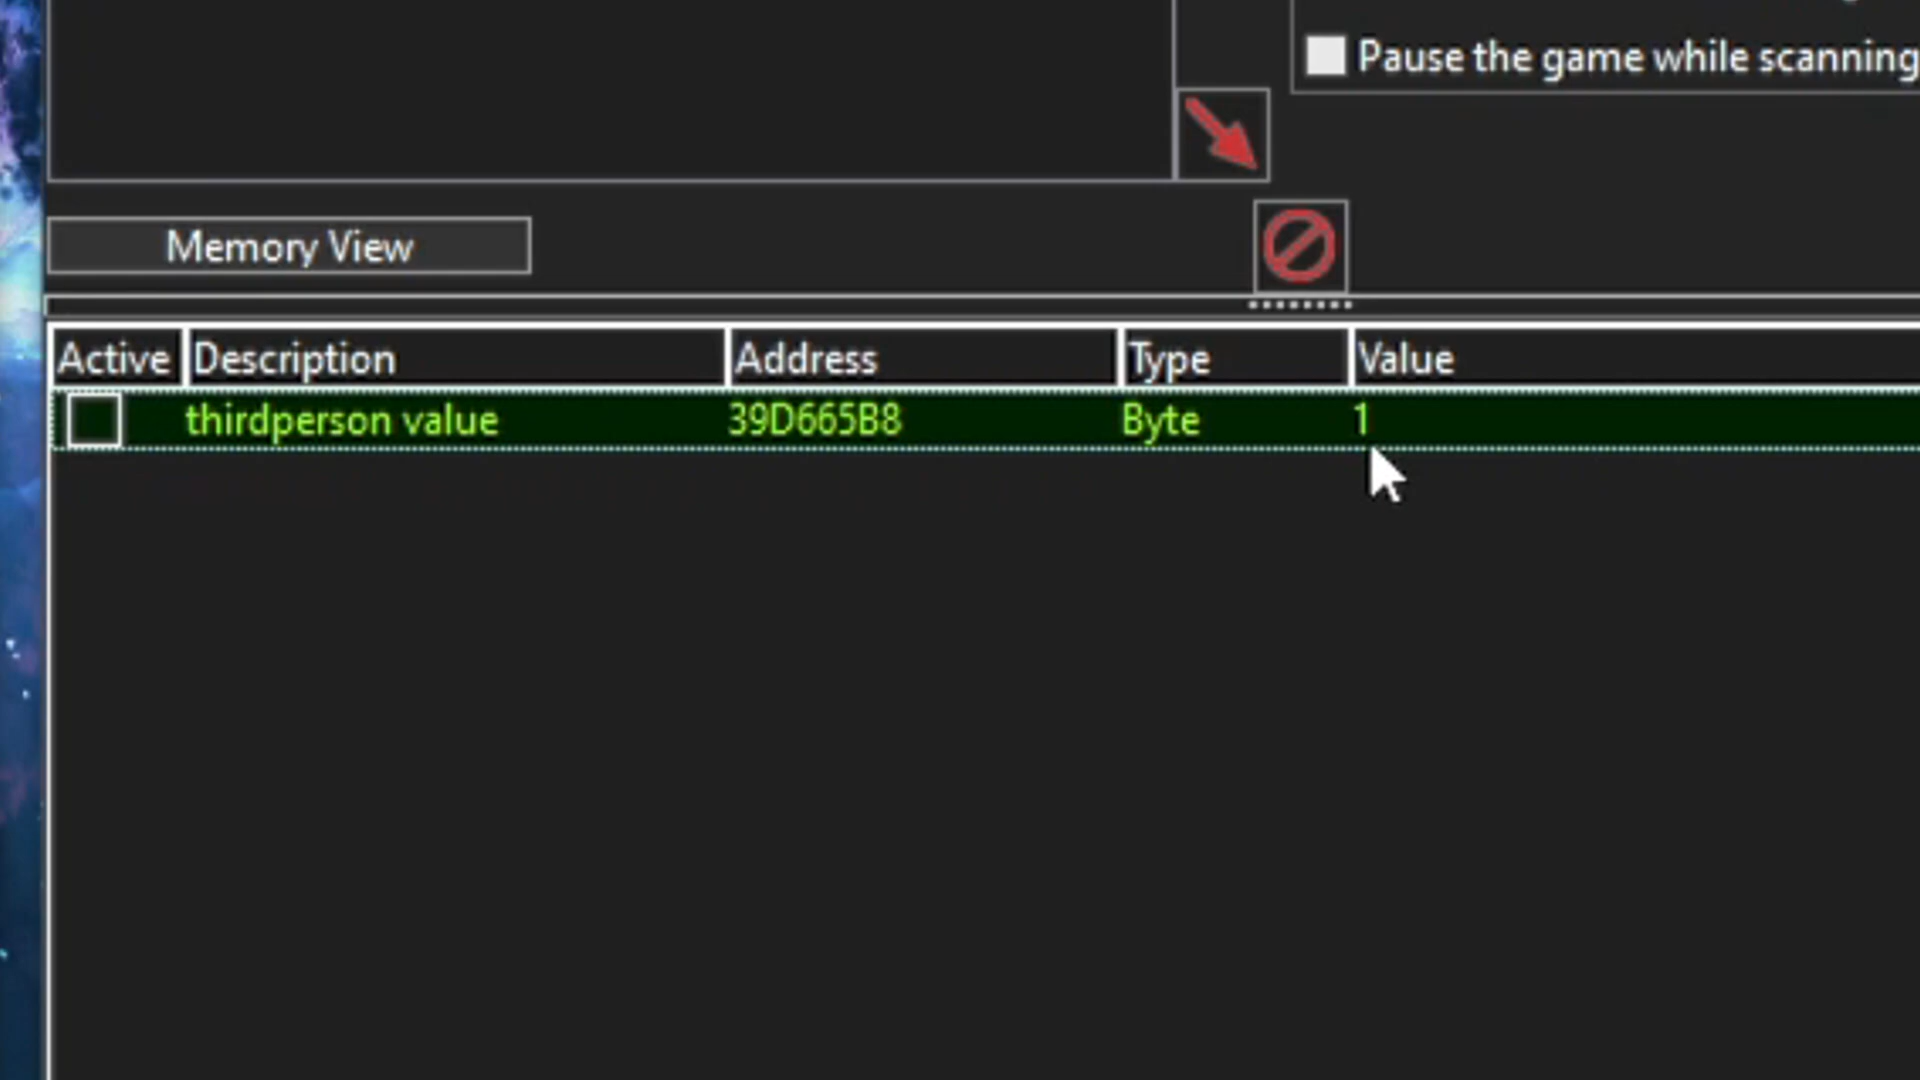 Pause the game while scanning
Memory View
Active Description Address Type Value
thirdperson value 39D665B8 Byte 1